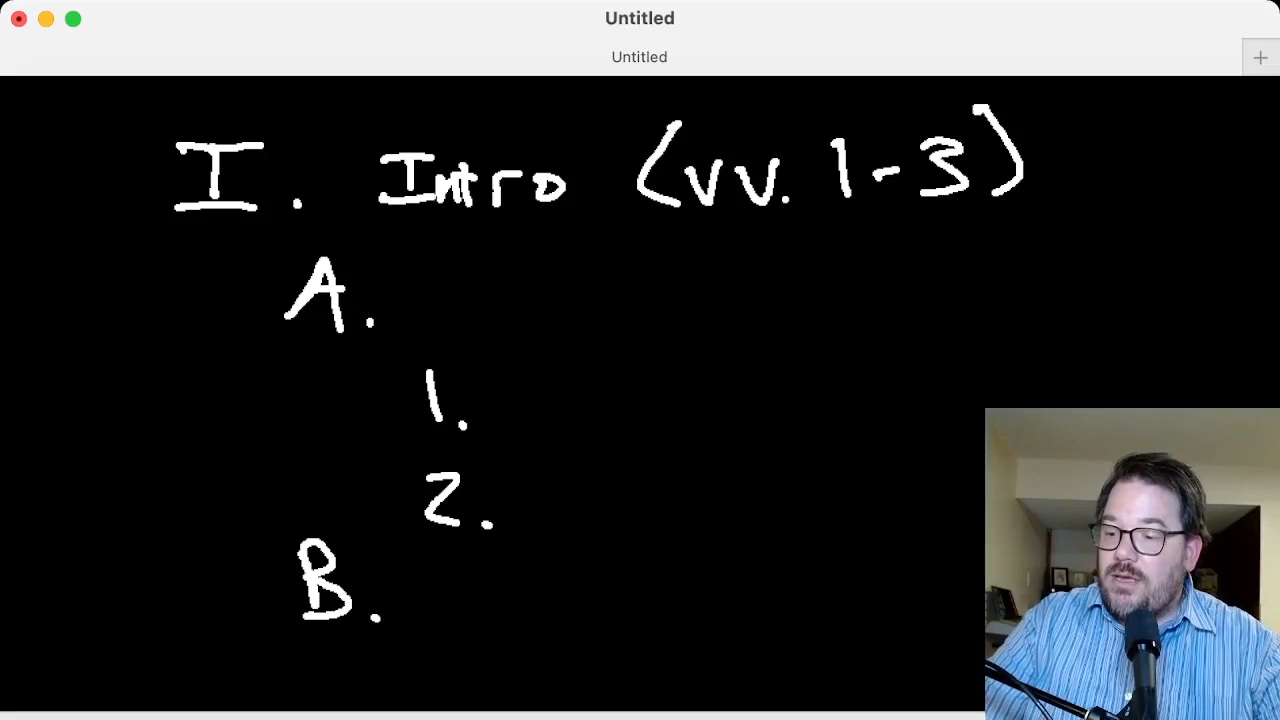 Untitled
Untitled
I. Intro (vv. 1-3)
A.
1.
2.
B.